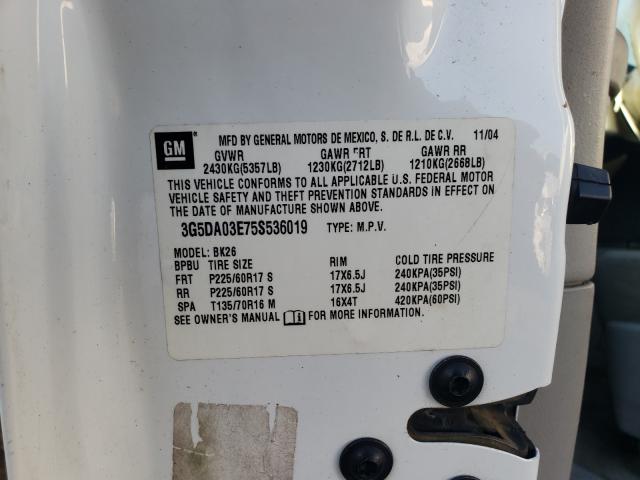 GM
MFD BY GENERAL MOTORS DE MEXICO, S. DE R.L. DE C.V. 11/04
GVWR GAWR FRT GAWR RR
2430KG(5357LB) 1230KG(2712LB) 1210KG(2668LB)
THIS VEHICLE CONFORMS TO ALL APPLICABLE U.S. FEDERAL MOTOR
VEHICLE SAFETY AND THEFT PREVENTION STANDARDS IN EFFECT ON
THE DATE OF MANUFACTURE SHOWN ABOVE.
3G5DA03E75S536019 TYPE: M.P.V.
MODEL: BK26
BPBU TIRE SIZE RIM COLD TIRE PRESSURE
FRT P225/60R17 S 17X6.5J 240KPA(35PSI)
RR P225/60R17 S 17X6.5J 240KPA(35PSI)
SPA T135/70R16 M 16X4T 420KPA(60PSI)
SEE OWNER'S MANUAL FOR MORE INFORMATION.